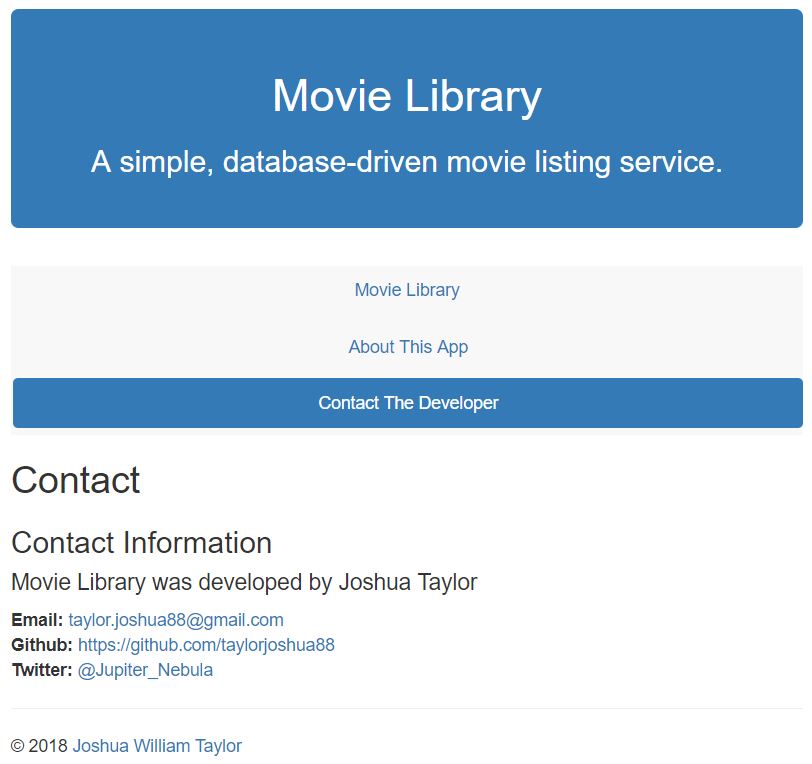 Movie Library
A simple, database-driven movie listing service.
Movie Library
About This App
Contact The Developer
Contact
Contact Information
Movie Library was developed by Joshua Taylor
Email: taylor.joshua88@gmail.com
Github: https://github.com/taylorjoshua88
Twitter: @Jupiter_Nebula
© 2018 Joshua William Taylor